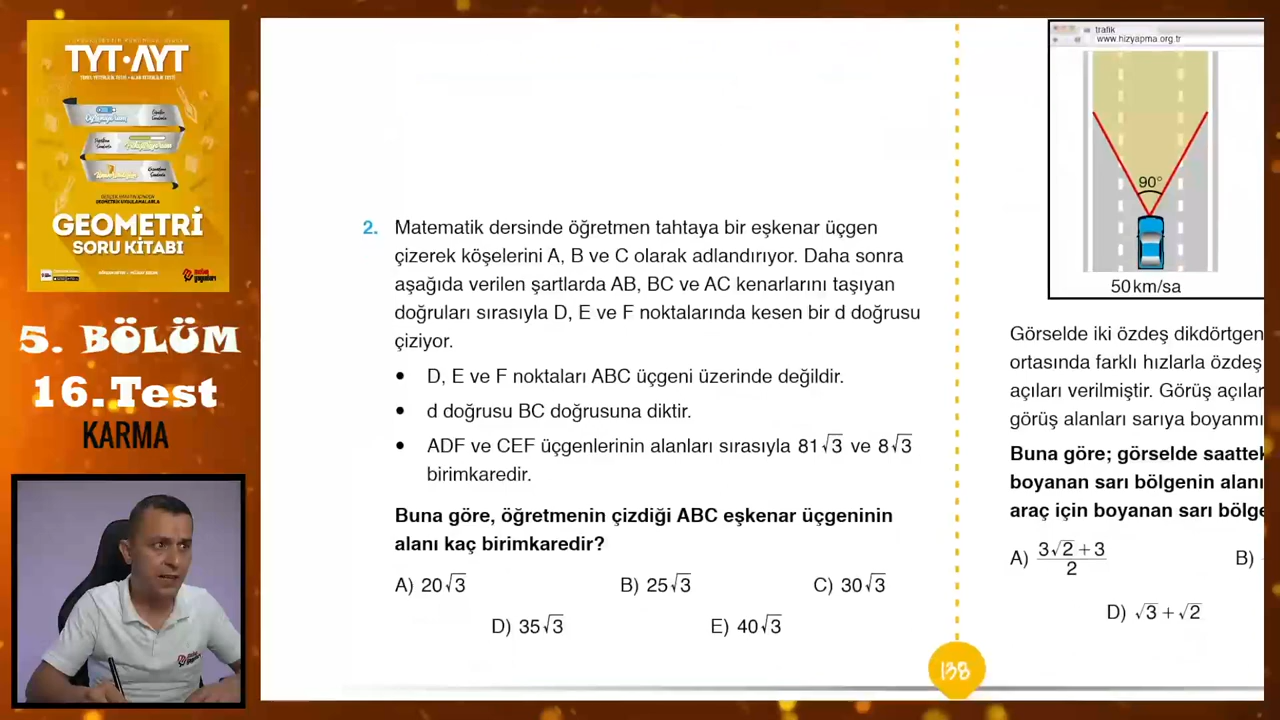 TYT•AYT
GEOMETRİ
SORU KİTABI
5. BÖLÜM
16.Test
KARMA
2. Matematik dersinde öğretmen tahtaya bir eşkenar üçgen
çizerek köşelerini A, B ve C olarak adlandırıyor. Daha sonra
aşağıda verilen şartlarda AB, BC ve AC kenarlarını taşıyan
doğruları sırasıyla D, E ve F noktalarında kesen bir d doğrusu
çiziyor.
• D, E ve F noktaları ABC üçgeni üzerinde değildir.
• d doğrusu BC doğrusuna diktir.
• ADF ve CEF üçgenlerinin alanları sırasıyla 81√3 ve 8√3
birimkaredir.
Buna göre, öğretmenin çizdiği ABC eşkenar üçgeninin
alanı kaç birimkaredir?
A) 20√3 B) 25√3 C) 30√3
D) 35√3 E) 40√3
138
trafik
www.hizyapma.org.tr
90°
50 km/sa
Görselde iki özdeş dikdörtgen
ortasında farklı hızlarla özdeş
açıları verilmiştir. Görüş açılar
görüş alanları sarıya boyanmı
Buna göre; görselde saattek
boyanan sarı bölgenin alanı
araç için boyanan sarı bölge
A) (3√2+3)/2 B)
D) √3+√2